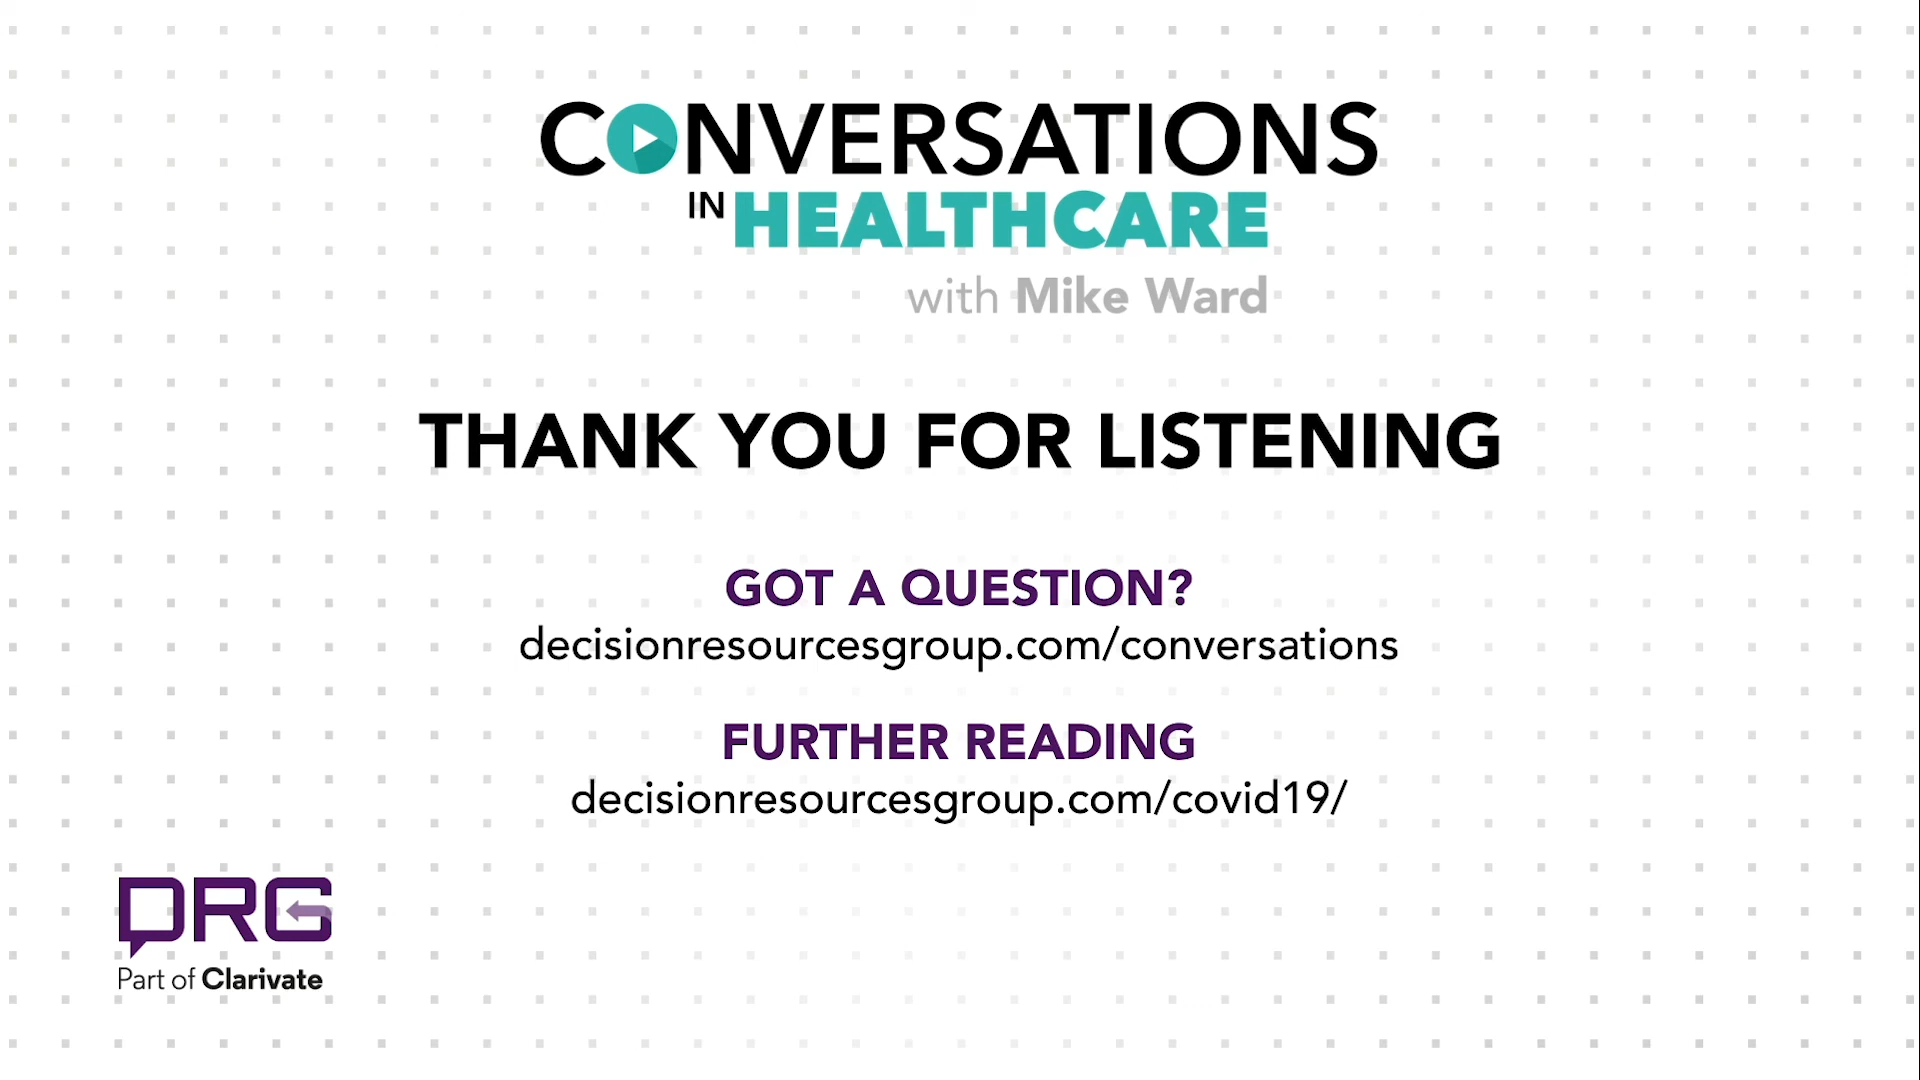 CONVERSATIONS
IN HEALTHCARE
with Mike Ward
THANK YOU FOR LISTENING
GOT A QUESTION?
decisionresourcesgroup.com/conversations
FURTHER READING
decisionresourcesgroup.com/covid19/
DRG
Part of Clarivate